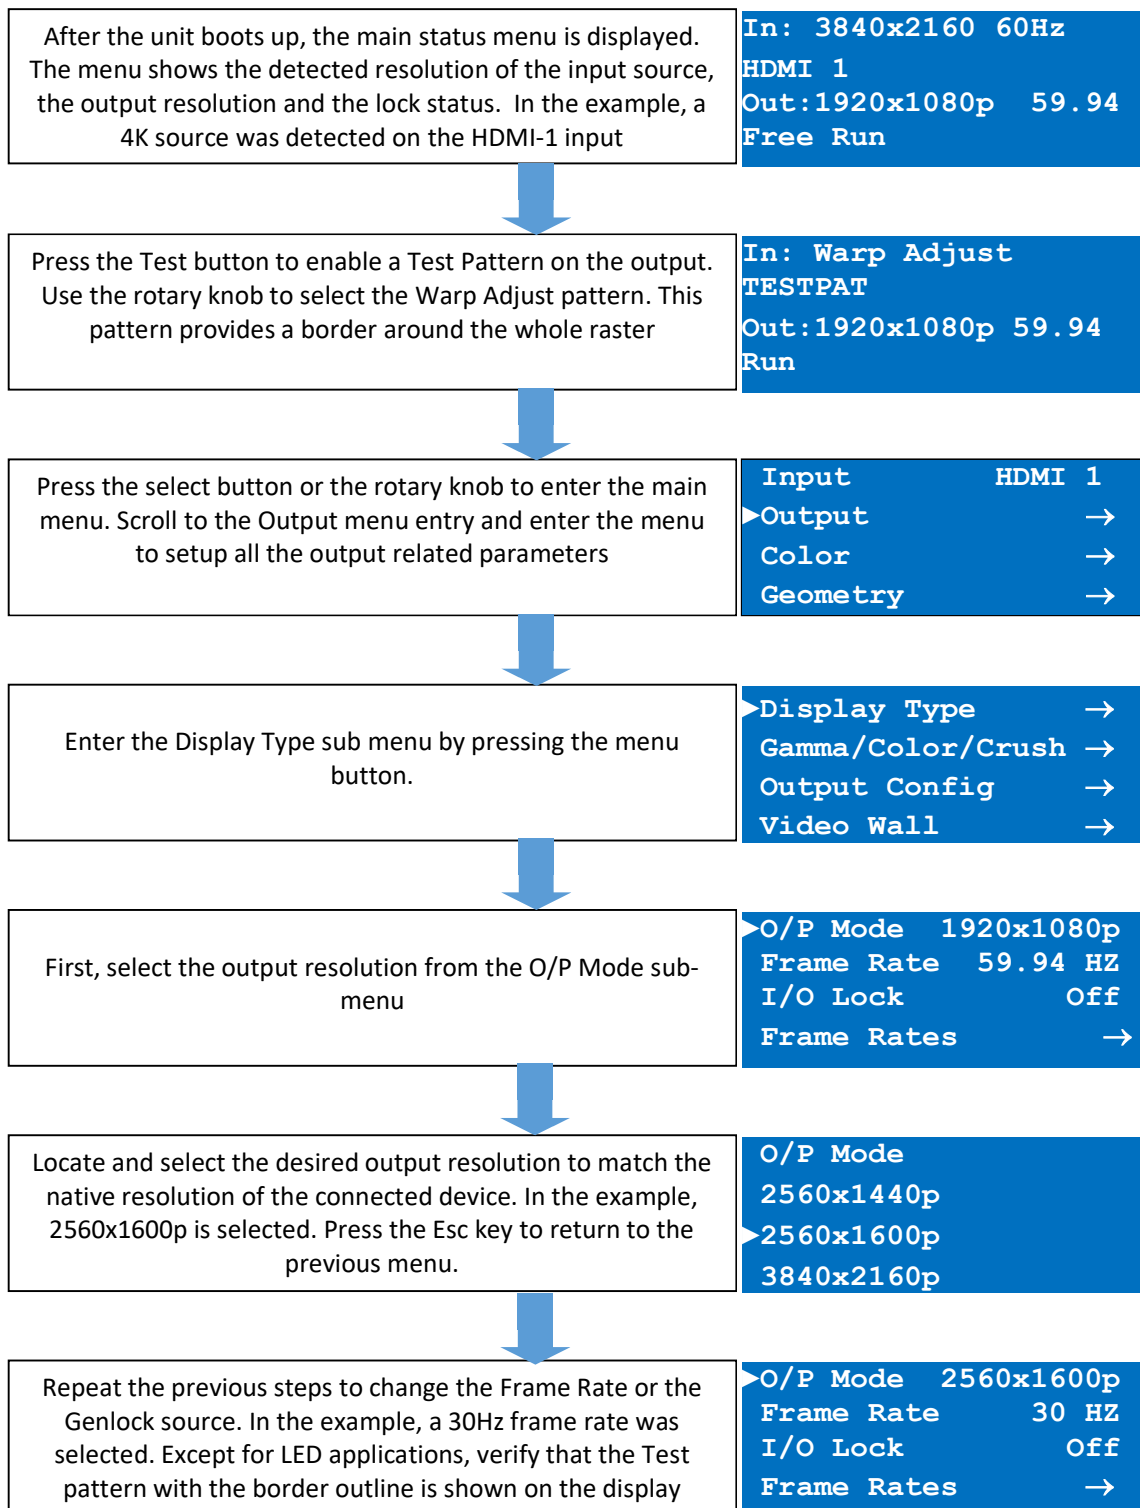 After the unit boots up, the main status menu is displayed.
The menu shows the detected resolution of the input source,
the output resolution and the lock status.  In the example, a
4K source was detected on the HDMI-1 input
In: 3840x2160 60Hz
HDMI 1
Out:1920x1080p  59.94
Free Run
Press the Test button to enable a Test Pattern on the output.
Use the rotary knob to select the Warp Adjust pattern. This
pattern provides a border around the whole raster
In: Warp Adjust
TESTPAT
Out:1920x1080p 59.94
Run
Press the select button or the rotary knob to enter the main
menu. Scroll to the Output menu entry and enter the menu
to setup all the output related parameters
Input HDMI 1
►Output →
Color →
Geometry →
Enter the Display Type sub menu by pressing the menu
button.
►Display Type →
Gamma/Color/Crush →
Output Config →
Video Wall →
First, select the output resolution from the O/P Mode sub-
menu
►O/P Mode 1920x1080p
Frame Rate 59.94 HZ
I/O Lock Off
Frame Rates →
Locate and select the desired output resolution to match the
native resolution of the connected device. In the example,
2560x1600p is selected. Press the Esc key to return to the
previous menu.
O/P Mode
2560x1440p
►2560x1600p
3840x2160p
Repeat the previous steps to change the Frame Rate or the
Genlock source. In the example, a 30Hz frame rate was
selected. Except for LED applications, verify that the Test
pattern with the border outline is shown on the display
►O/P Mode 2560x1600p
Frame Rate 30 HZ
I/O Lock Off
Frame Rates →